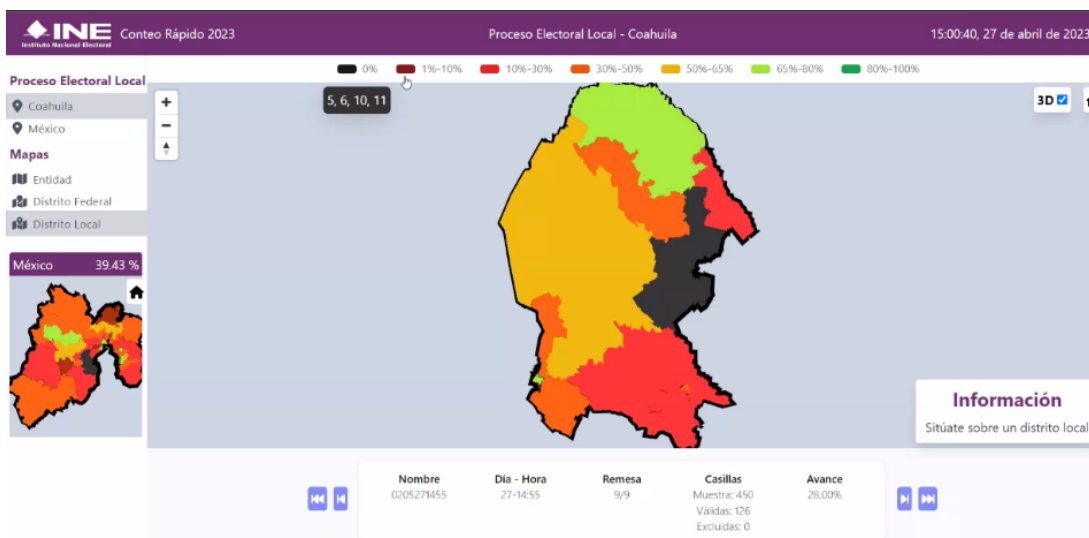 INE
Instituto Nacional Electoral
Conteo Rápido 2023
Proceso Electoral Local - Coahuila
15:00:40, 27 de abril de 2023
Proceso Electoral Local
Coahuila
México
Mapas
Entidad
Distrito Federal
Distrito Local
México 39.43 %
0% 1%-10% 10%-30% 30%-50% 50%-65% 65%-80% 80%-100%
+
−
5, 6, 10, 11
3D
Información
Sitúate sobre un distrito local
Nombre Día - Hora Remesa Casillas Avance
0205271455 27-14:55 9/9 Muestra: 450 28.00%
Válidas: 126
Excluidas: 0